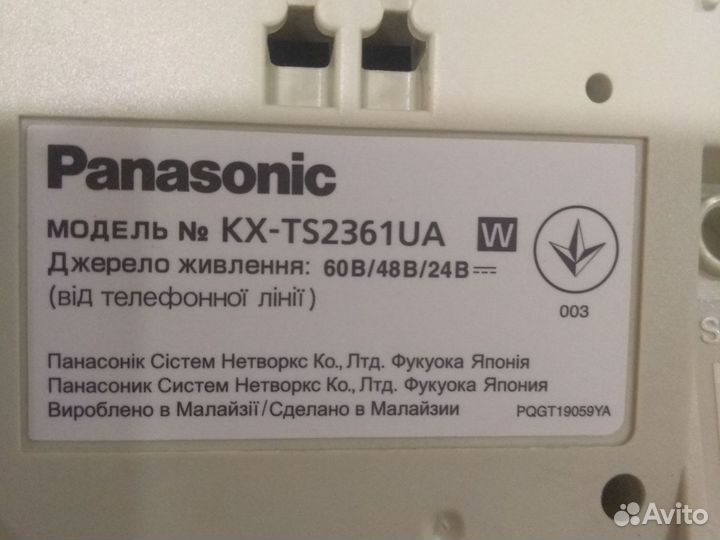 Panasonic
МОДЕЛЬ № KX-TS2361UA W
Джерело живлення: 60В/48В/24В
(від телефонної лінії)
003
Панасонік Сістем Нетворкс Ко., Лтд. Фукуока Японія
Панасоник Систем Нетворкс Ко., Лтд. Фукуока Япония
Вироблено в Малайзії/Сделано в Малайзии PQGT19059YA
S
Avito